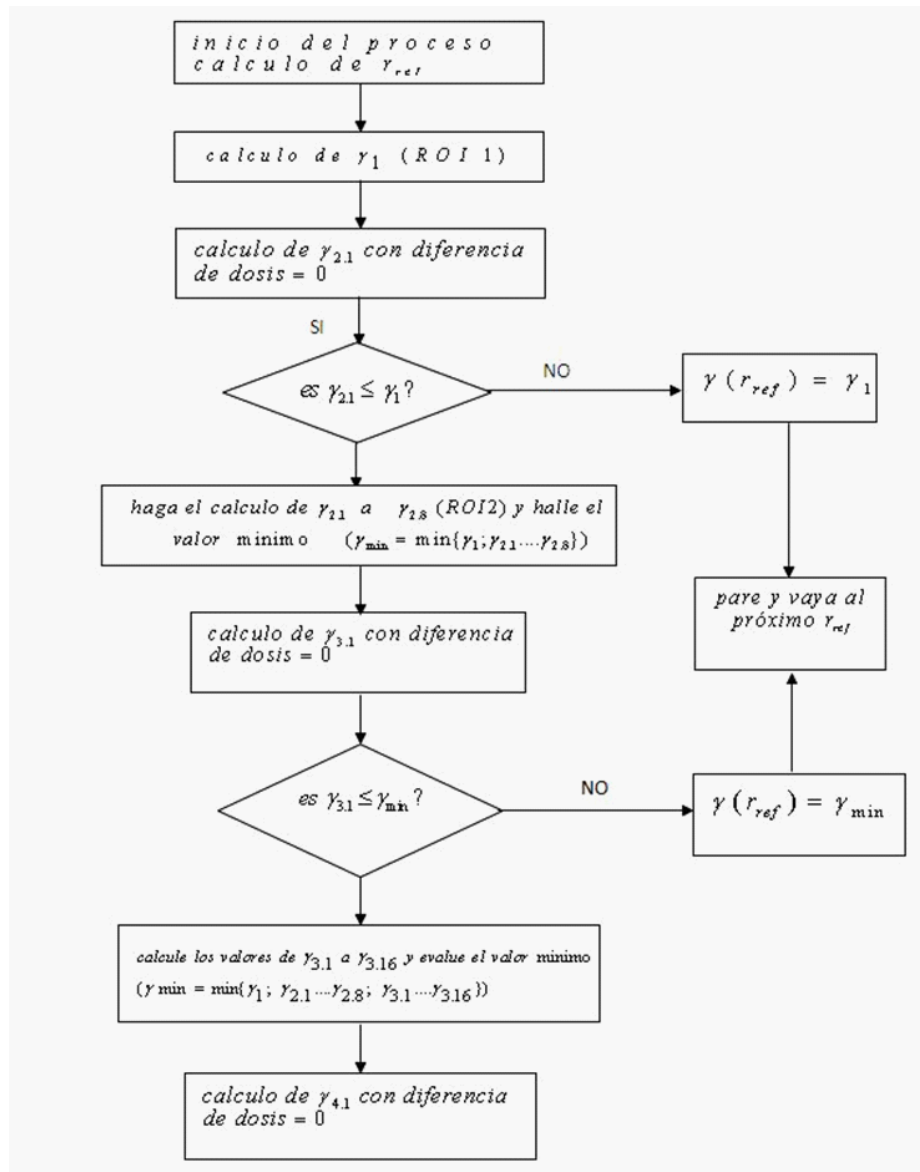 inicio del proceso
calculo de r_ref
calculo de γ₁ (ROI 1)
calculo de γ₂.₁ con diferencia
de dosis = 0
SI
es γ₂.₁ ≤ γ₁?
NO
γ(r_ref) = γ₁
haga el calculo de γ₂.₁ a γ₂.₈ (ROI2) y halle el
valor minimo (γ_min = min{γ₁;γ₂.₁....γ₂.₈})
pare y vaya al
próximo r_ref
calculo de γ₃.₁ con diferencia
de dosis = 0
es γ₃.₁ ≤ γ_min?
NO
γ(r_ref) = γ_min
calcule los valores de γ₃.₁ a γ₃.₁₆ y evalue el valor minimo
(γ min = min{γ₁; γ₂.₁....γ₂.₈; γ₃.₁....γ₃.₁₆})
calculo de γ₄.₁ con diferencia
de dosis = 0